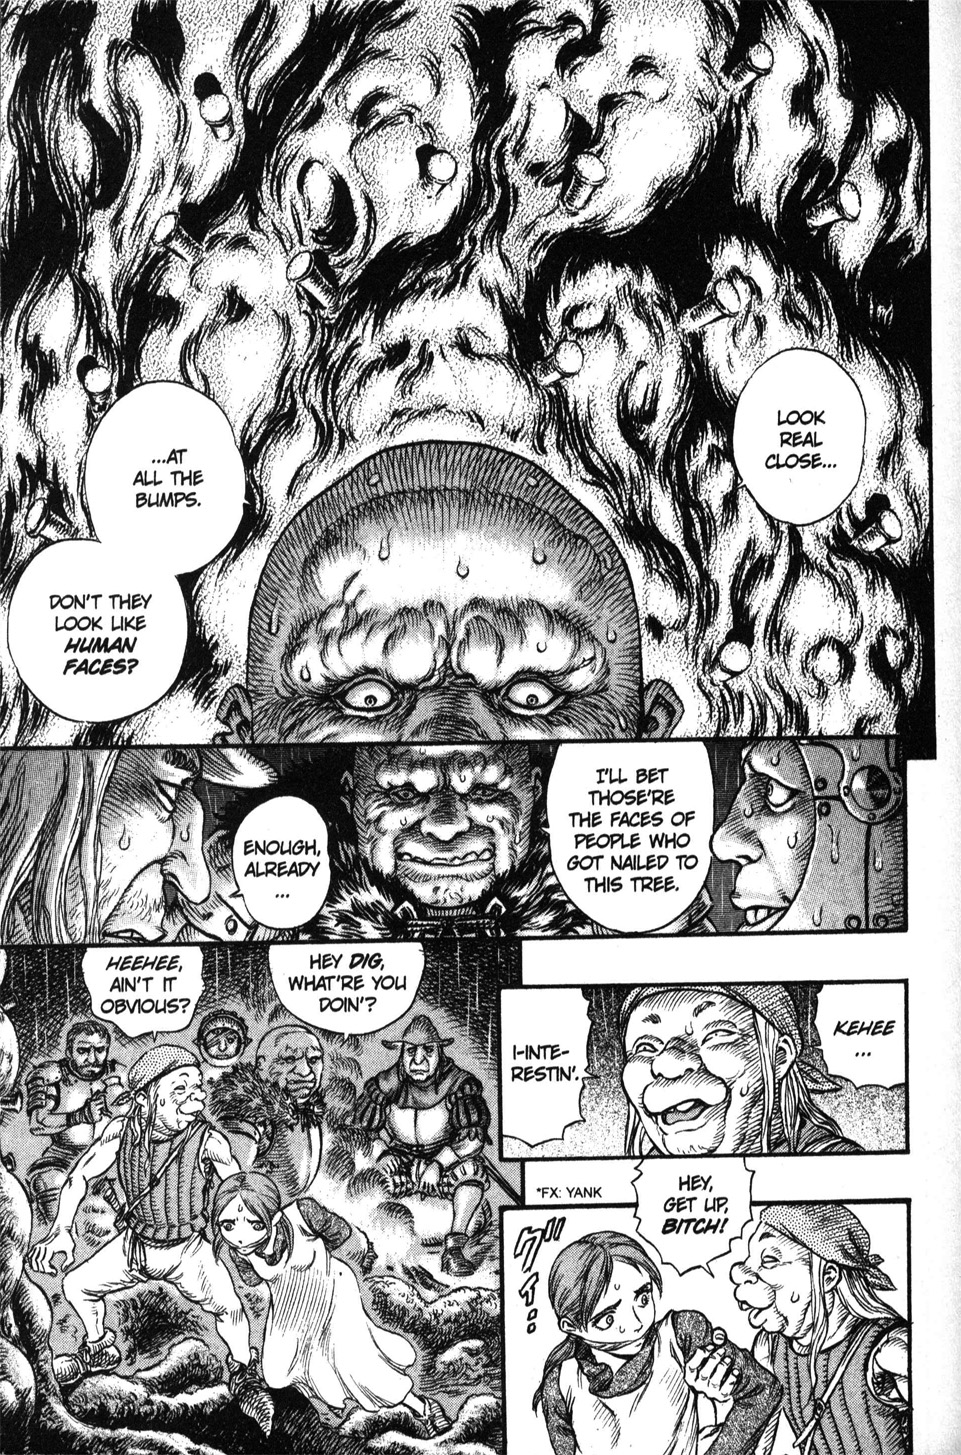 LOOK
REAL
CLOSE...
...AT
ALL THE
BUMPS.
DON'T THEY
LOOK LIKE
HUMAN
FACES?
I'LL BET
THOSE'RE
THE FACES OF
PEOPLE WHO
GOT NAILED TO
THIS TREE.
ENOUGH,
ALREADY
...
KEHEE
...
I-INTE-
RESTIN'.
*FX: YANK
HEY,
GET UP,
BITCH!
グイ
HEY DIG,
WHAT'RE YOU
DOIN'?
HEEHEE,
AIN'T IT
OBVIOUS?